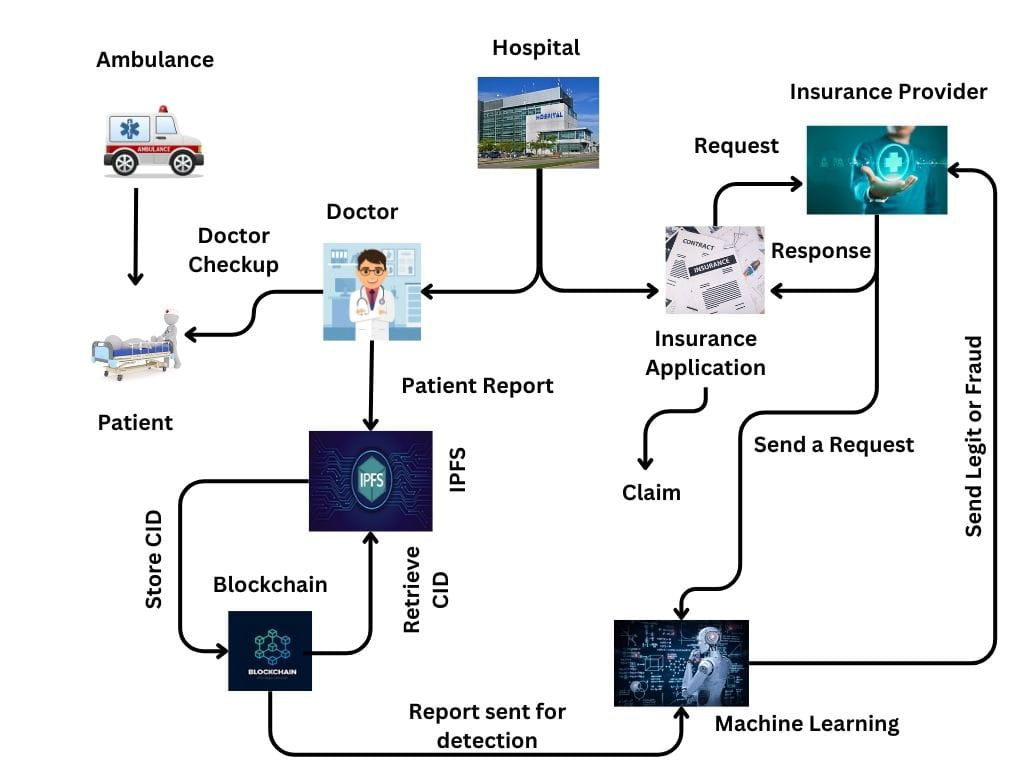 Ambulance
AMBULANCE
Hospital
HOSPITAL
Insurance Provider
Request
Doctor
Doctor
Checkup
CONTRACT
INSURANCE
Response
Insurance
Application
Patient
Patient Report
IPFS
IPFS
Send a Request
Claim
Send Legit or Fraud
Store CID
Blockchain
BLOCKCHAIN
Retrieve
CID
Report sent for
detection
Machine Learning